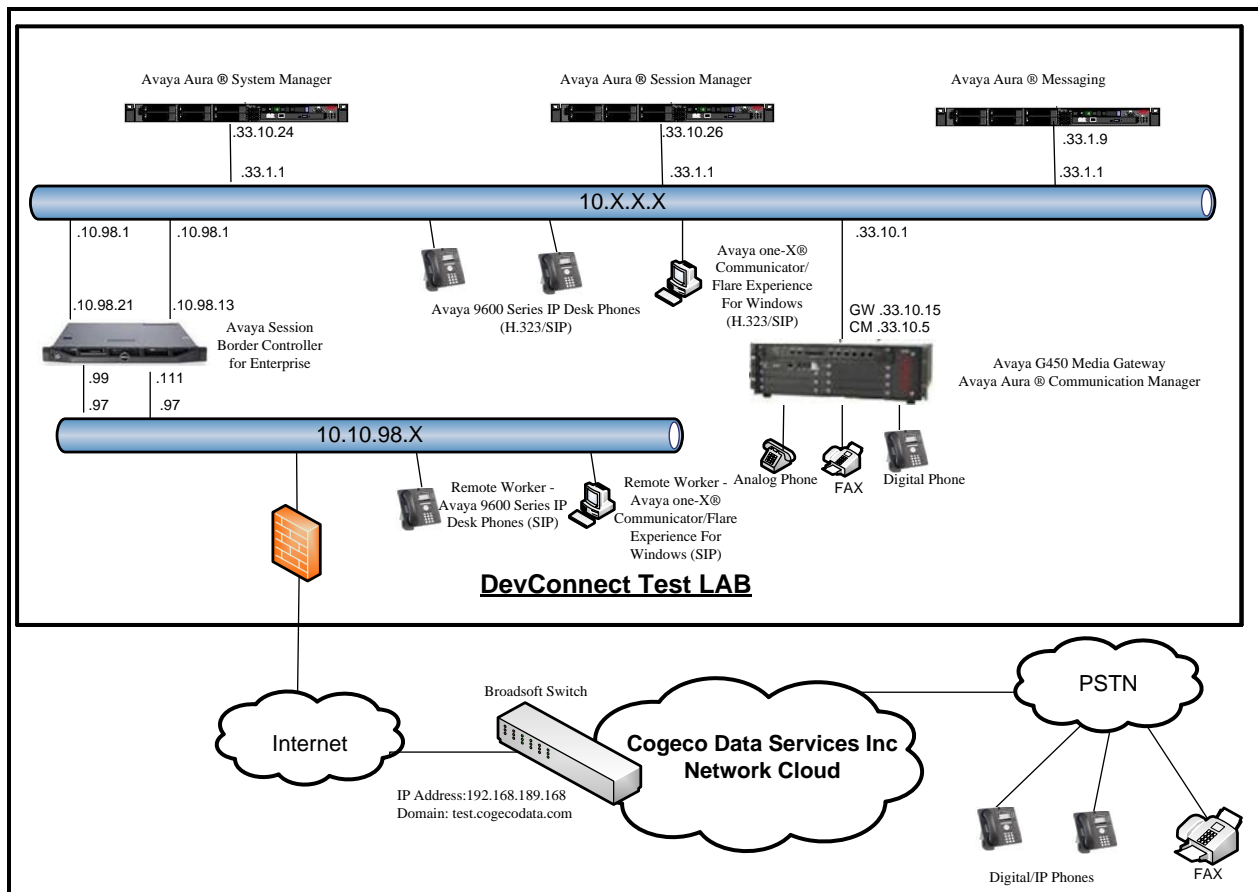 Avaya Aura ® System Manager
Avaya Aura ® Session Manager
Avaya Aura ® Messaging
.33.10.24
.33.10.26
.33.1.9
.33.1.1
.33.1.1
.33.1.1
10.X.X.X
.10.98.1
.10.98.1
.33.10.1
.10.98.21
.10.98.13
Avaya Session
Border Controller
for Enterprise
Avaya 9600 Series IP Desk Phones
(H.323/SIP)
Avaya one-X®
Communicator/
Flare Experience
For Windows
(H.323/SIP)
GW .33.10.15
CM .33.10.5
Avaya G450 Media Gateway
Avaya Aura ® Communication Manager
.99
.111
.97
.97
10.10.98.X
Remote Worker -
Avaya 9600 Series IP
Desk Phones (SIP)
Remote Worker -
Avaya one-X®
Communicator/Flare
Experience For
Windows (SIP)
Analog Phone
FAX
Digital Phone
DevConnect Test LAB
Internet
Broadsoft Switch
IP Address:192.168.189.168
Domain: test.cogecodata.com
Cogeco Data Services Inc
Network Cloud
PSTN
Digital/IP Phones
FAX